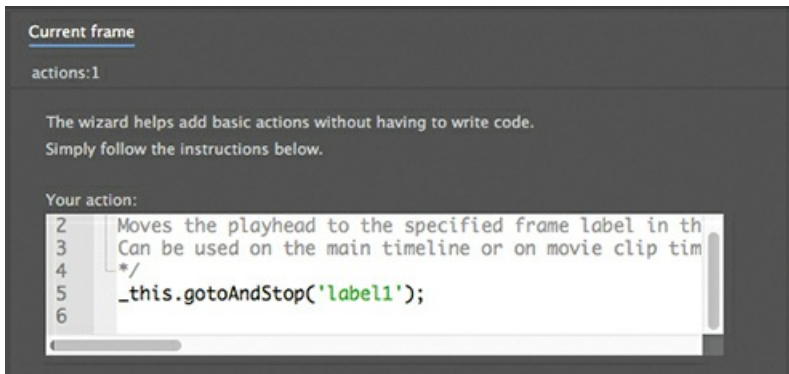 Current frame
actions:1
The wizard helps add basic actions without having to write code.
Simply follow the instructions below.
Your action:
2 Moves the playhead to the specified frame label in th
3 Can be used on the main timeline or on movie clip tim
4 */
5 _this.gotoAndStop('label1');
6